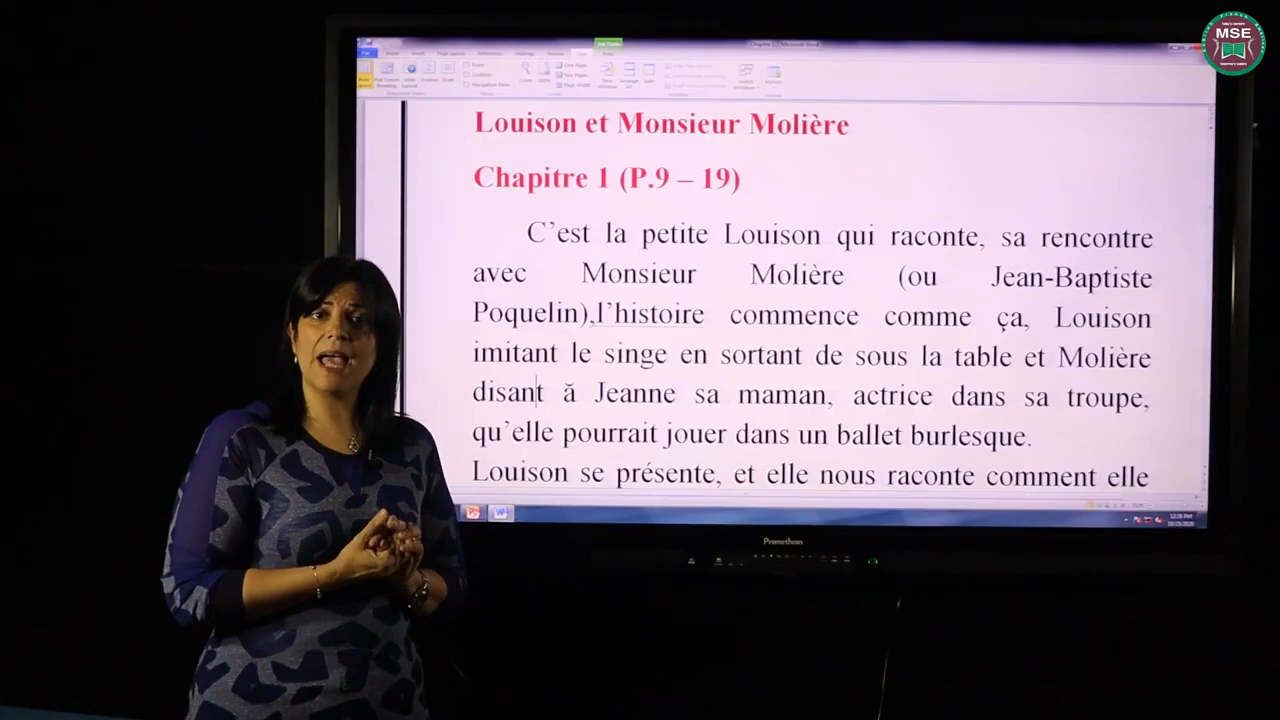 MSE
Louison et Monsieur Molière
Chapitre 1 (P.9 – 19)
C’est la petite Louison qui raconte, sa rencontre
avec Monsieur Molière (ou Jean-Baptiste
Poquelin),l’histoire commence comme ça, Louison
imitant le singe en sortant de sous la table et Molière
disant ă Jeanne sa maman, actrice dans sa troupe,
qu’elle pourrait jouer dans un ballet burlesque.
Louison se présente, et elle nous raconte comment elle
Promethean